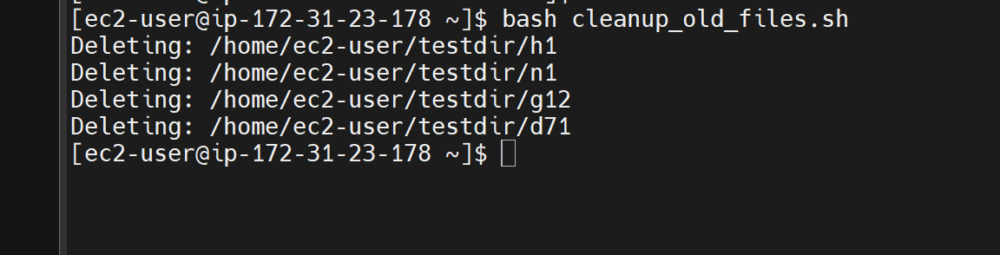 [ec2-user@ip-172-31-23-178 ~]$ bash cleanup_old_files.sh
Deleting: /home/ec2-user/testdir/h1
Deleting: /home/ec2-user/testdir/n1
Deleting: /home/ec2-user/testdir/g12
Deleting: /home/ec2-user/testdir/d71
[ec2-user@ip-172-31-23-178 ~]$